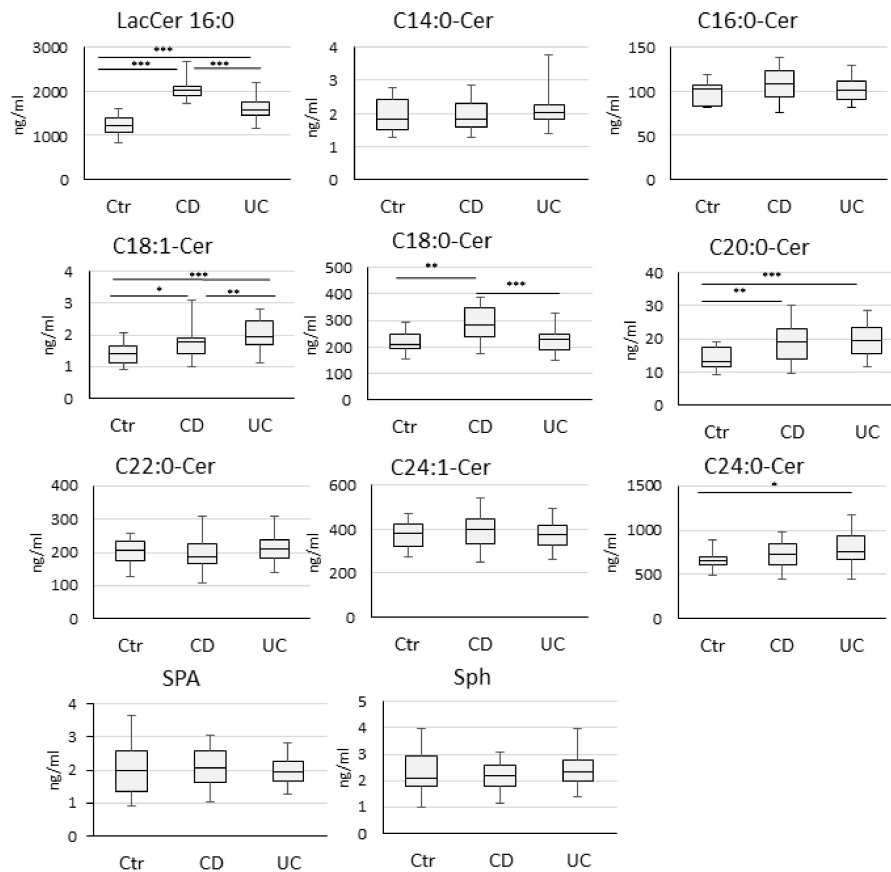 LacCer 16:0
ng/ml
3000
2000
1000
0
***
***
***
Ctr CD UC
C14:0-Cer
ng/ml
4
3
2
1
0
Ctr CD UC
C16:0-Cer
ng/ml
150
100
50
0
Ctr CD UC
C18:1-Cer
ng/ml
4
3
2
1
0
***
*
**
Ctr CD UC
C18:0-Cer
ng/ml
500
400
300
200
100
0
**
***
Ctr CD UC
C20:0-Cer
ng/ml
40
30
20
10
0
***
**
Ctr CD UC
C22:0-Cer
ng/ml
400
300
200
100
0
Ctr CD UC
C24:1-Cer
ng/ml
600
400
200
0
Ctr CD UC
C24:0-Cer
ng/ml
1500
1000
500
0
*
Ctr CD UC
SPA
ng/ml
4
3
2
1
0
Ctr CD UC
Sph
ng/ml
5
4
3
2
1
0
Ctr CD UC